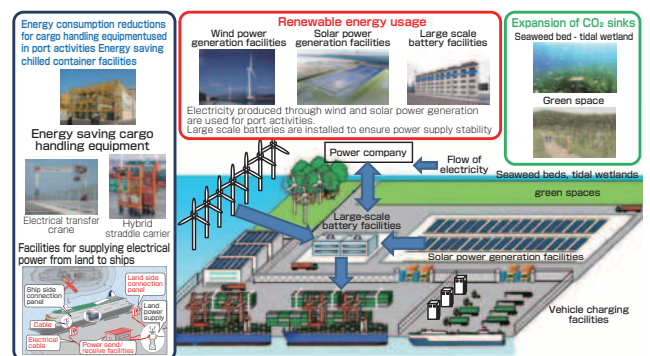 Energy consumption reductions
for cargo handling equipmentused
in port activities Energy saving
chilled container facilities
Energy saving cargo
handling equipment
Electrical transfer
crane
Hybrid
straddle carrier
Facilities for supplying electrical
power from land to ships
Ship side
connection
panel
Land side
connection
panel
Land
power
supply
Cable
Electrical
cable
Power send/
receive facilities
Renewable energy usage
Wind power
generation facilities
Solar power
generation facilities
Large scale
battery facilities
Electricity produced through wind and solar power generation
are used for port activities.
Large scale batteries are installed to ensure power supply stability
Expansion of CO₂ sinks
Seaweed bed - tidal wetland
Green space
Power company
Flow of
electricity
Seaweed beds, tidal wetlands
green spaces
Large-scale
battery facilities
Solar power generation facilities
Vehicle charging
facilities